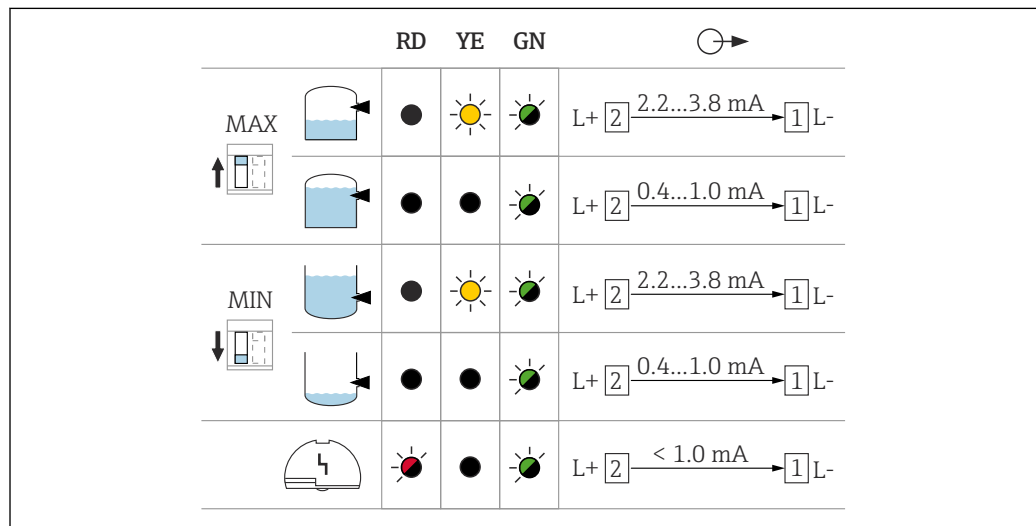 RD YE GN
MAX
L+ 2 2.2...3.8 mA 1 L-
L+ 2 0.4...1.0 mA 1 L-
MIN
L+ 2 2.2...3.8 mA 1 L-
L+ 2 0.4...1.0 mA 1 L-
L+ 2 < 1.0 mA 1 L-